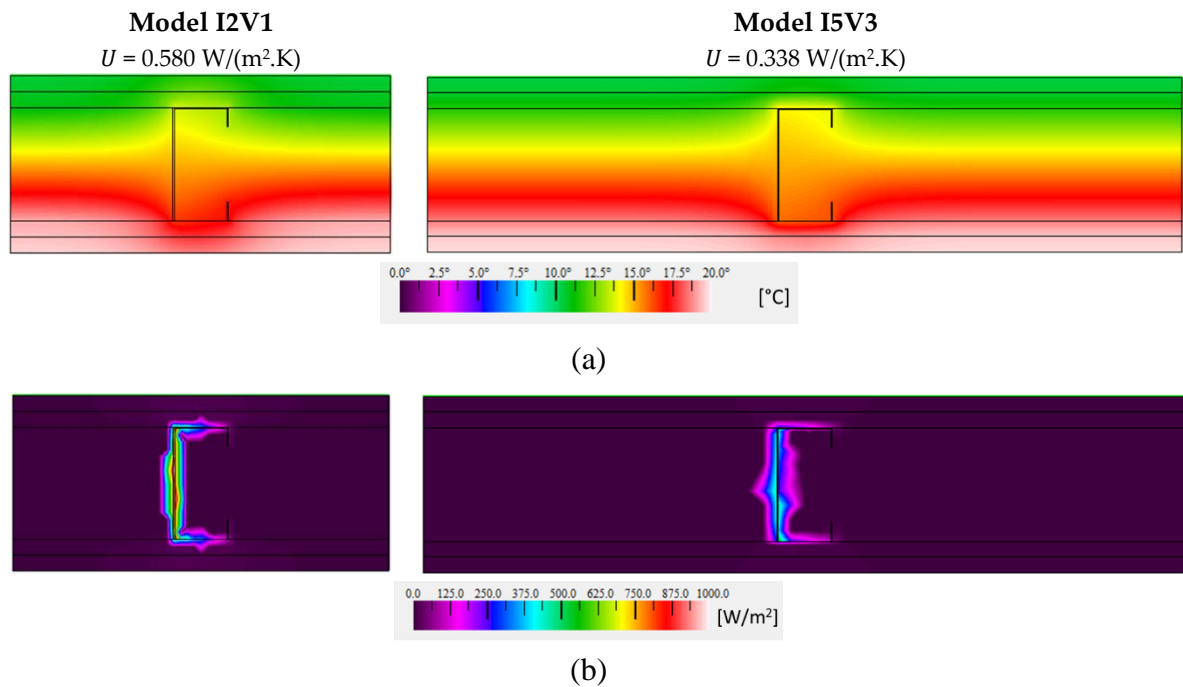 Model I2V1 Model I5V3
U = 0.580 W/(m².K) U = 0.338 W/(m².K)
0.0° 2.5° 5.0° 7.5° 10.0° 12.5° 15.0° 17.5° 20.0°
[°C]
(a)
0.0 125.0 250.0 375.0 500.0 625.0 750.0 875.0 1000.0
[W/m²]
(b)